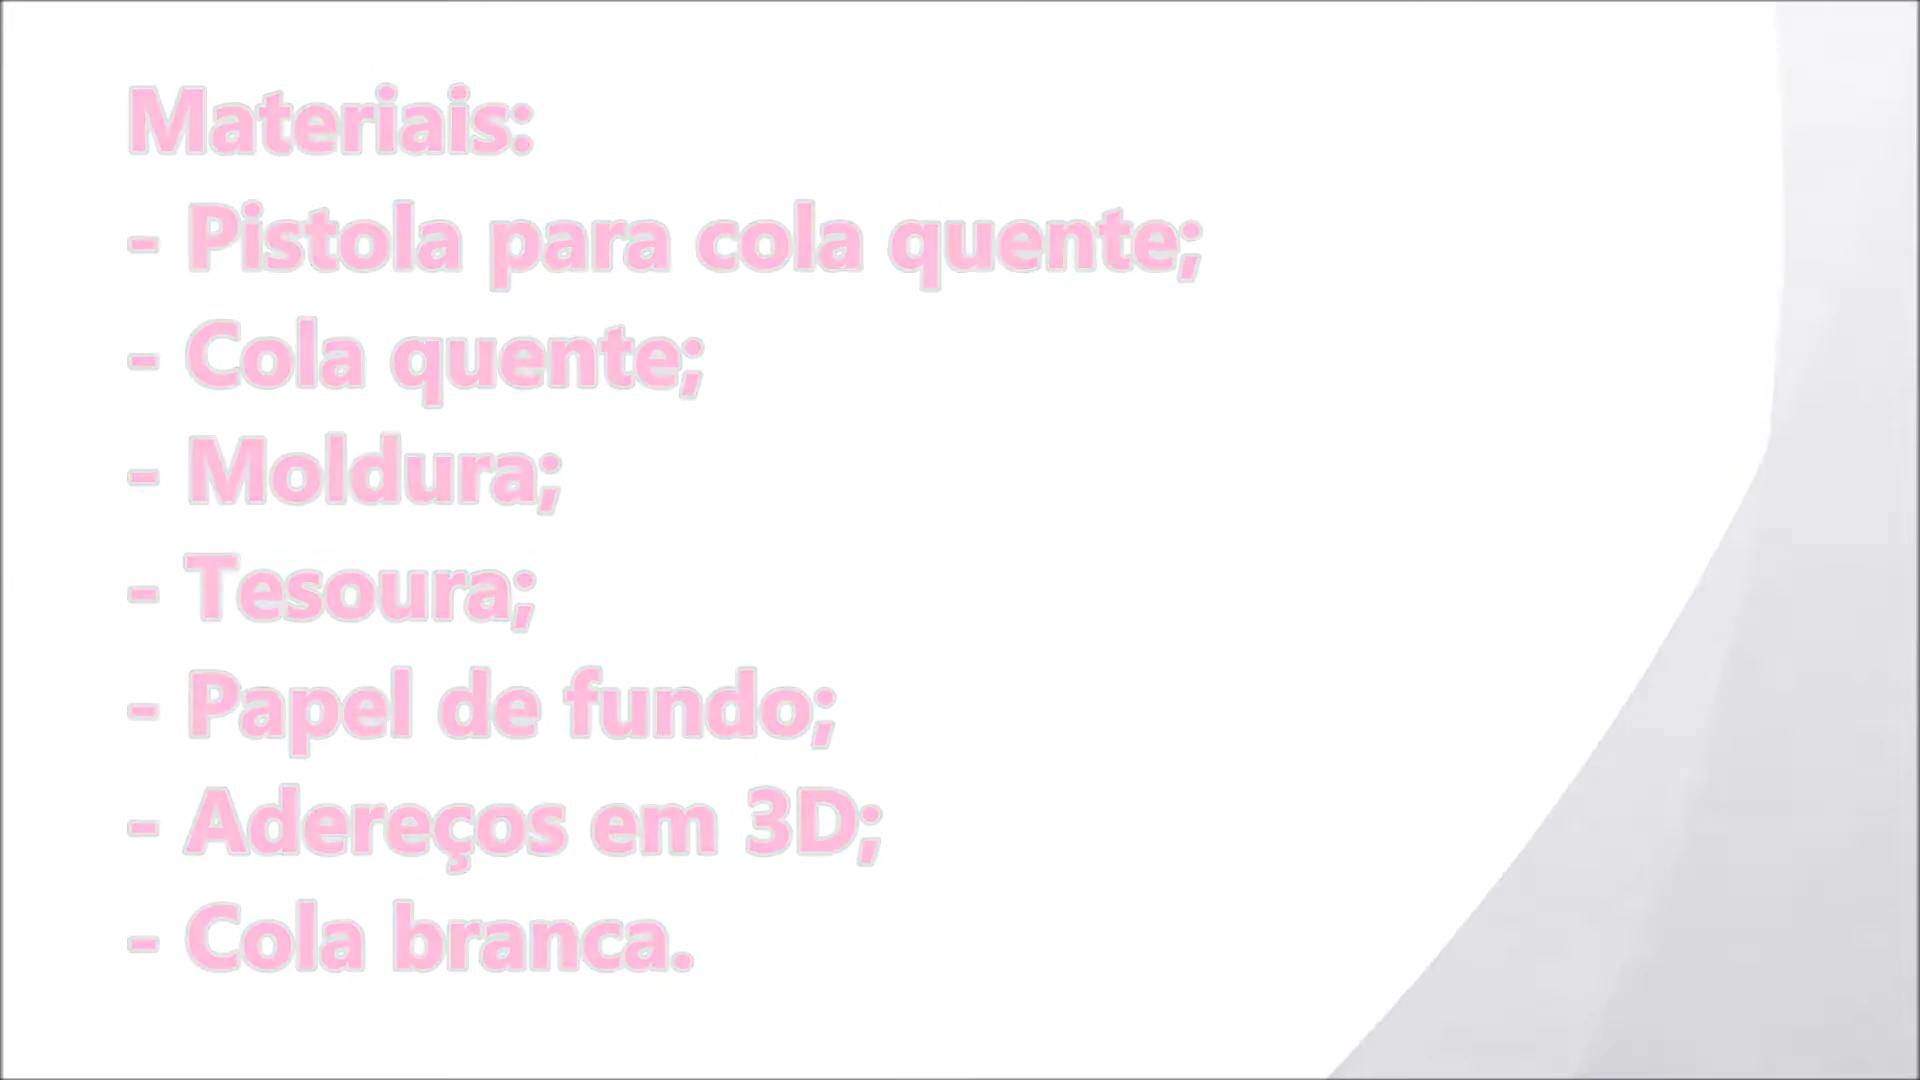 Materiais:
- Pistola para cola quente;
- Cola quente;
- Moldura;
- Tesoura;
- Papel de fundo;
- Adereços em 3D;
- Cola branca.